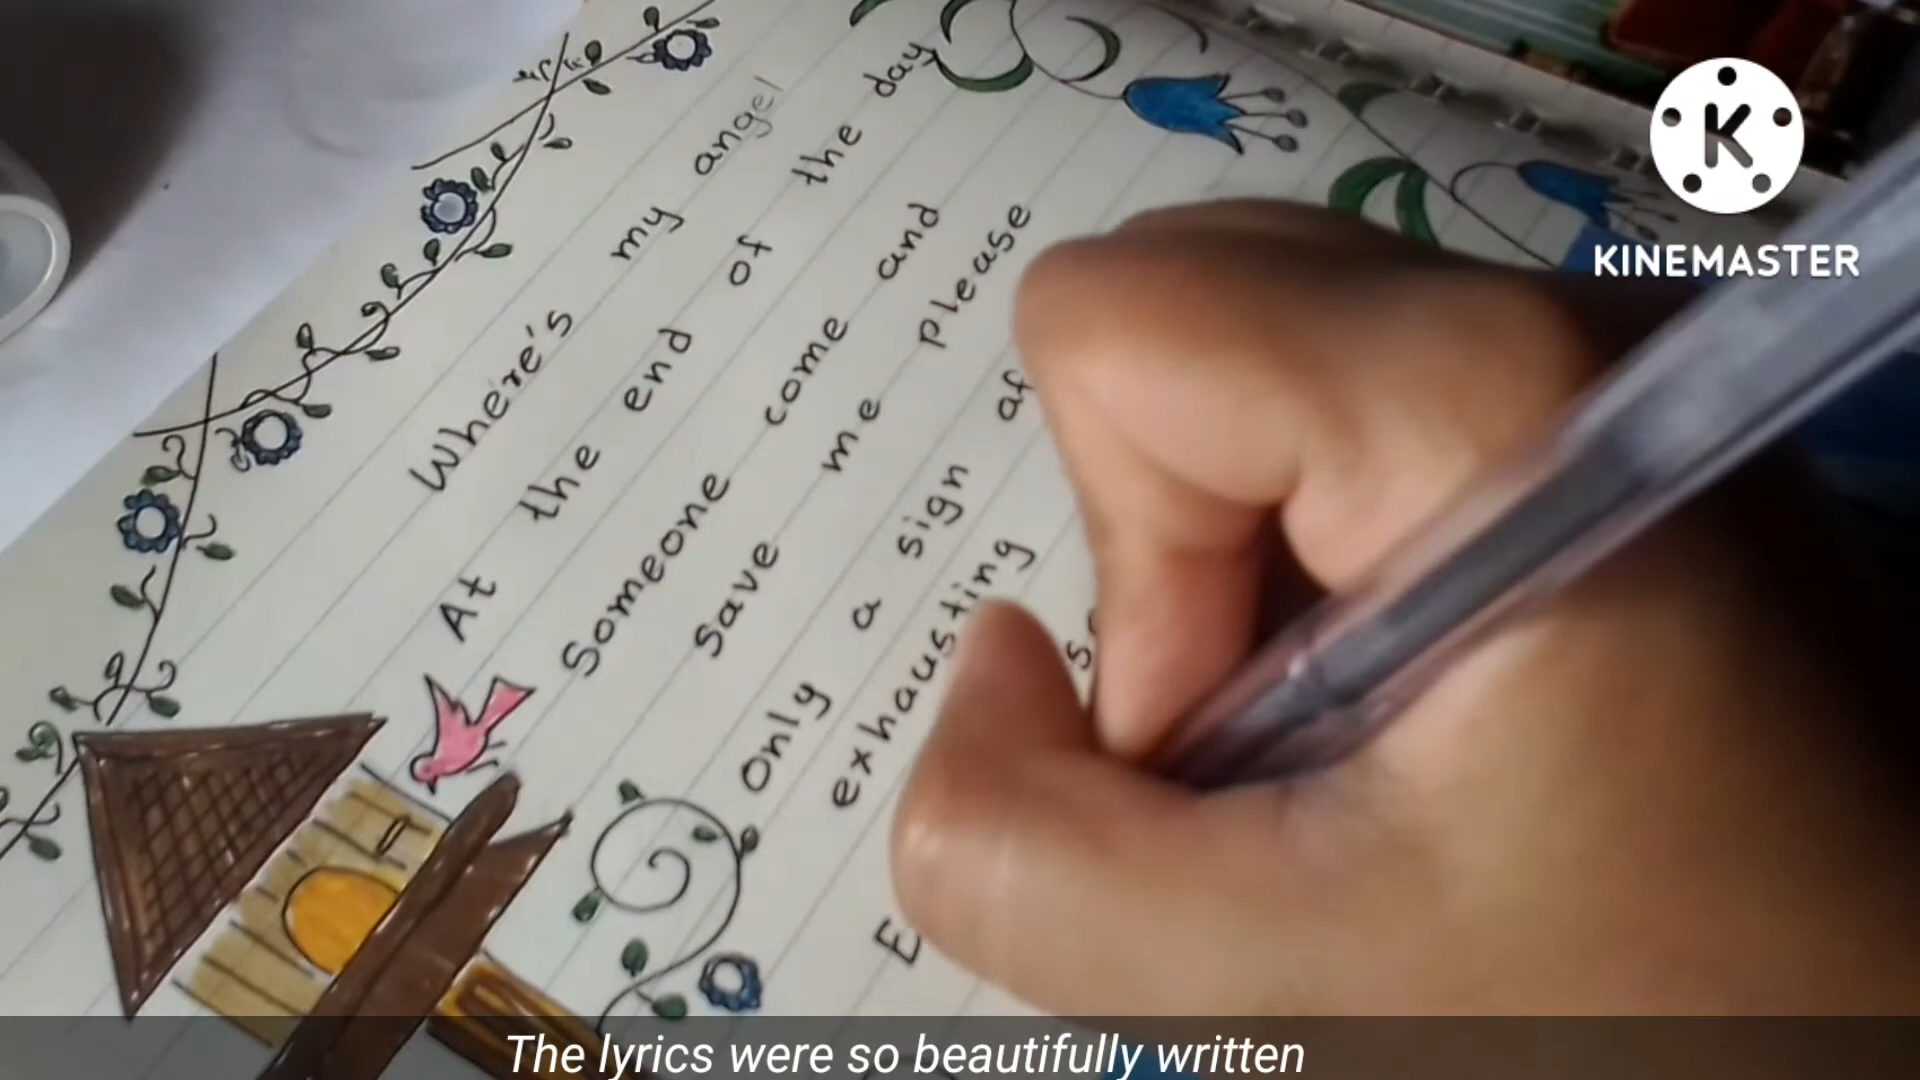 Where's my angel
At the end of the day
Someone come and
save me please
Only a sign of
exhausting
KINEMASTER
The lyrics were so beautifully written